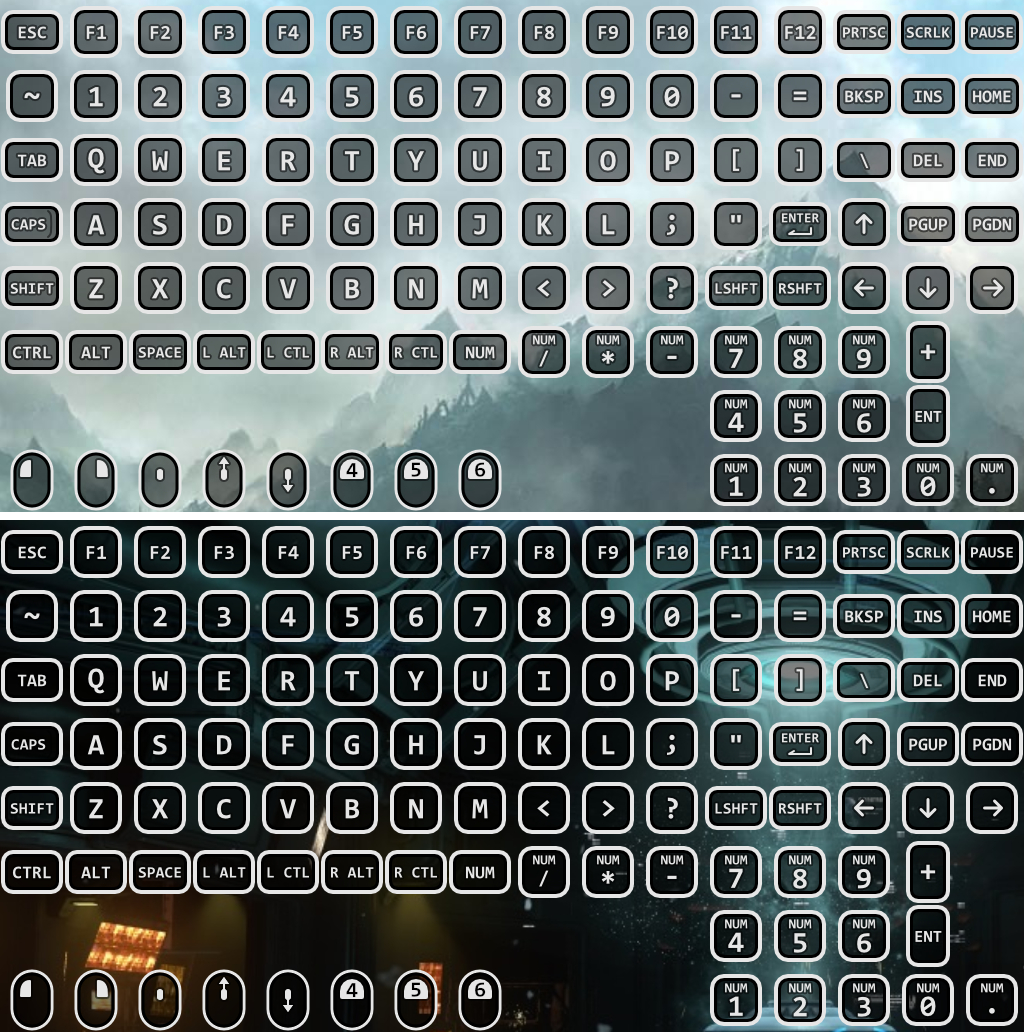 ESC F1 F2 F3 F4 F5 F6 F7 F8 F9 F10 F11 F12 PRTSC SCRLK PAUSE
~ 1 2 3 4 5 6 7 8 9 0 - = BKSP INS HOME
TAB Q W E R T Y U I O P [ ] \ DEL END
CAPS A S D F G H J K L ; " ENTER ↑ PGUP PGDN
SHIFT Z X C V B N M < > ? LSHFT RSHFT ← ↓ →
CTRL ALT SPACE L ALT L CTL R ALT R CTL NUM NUM / NUM * NUM - NUM 7 NUM 8 NUM 9 +
NUM 4 NUM 5 NUM 6 ENT
4 5 6 NUM 1 NUM 2 NUM 3 NUM 0 NUM .
ESC F1 F2 F3 F4 F5 F6 F7 F8 F9 F10 F11 F12 PRTSC SCRLK PAUSE
~ 1 2 3 4 5 6 7 8 9 0 - = BKSP INS HOME
TAB Q W E R T Y U I O P [ ] \ DEL END
CAPS A S D F G H J K L ; " ENTER ↑ PGUP PGDN
SHIFT Z X C V B N M < > ? LSHFT RSHFT ← ↓ →
CTRL ALT SPACE L ALT L CTL R ALT R CTL NUM NUM / NUM * NUM - NUM 7 NUM 8 NUM 9 +
NUM 4 NUM 5 NUM 6 ENT
4 5 6 NUM 1 NUM 2 NUM 3 NUM 0 NUM .